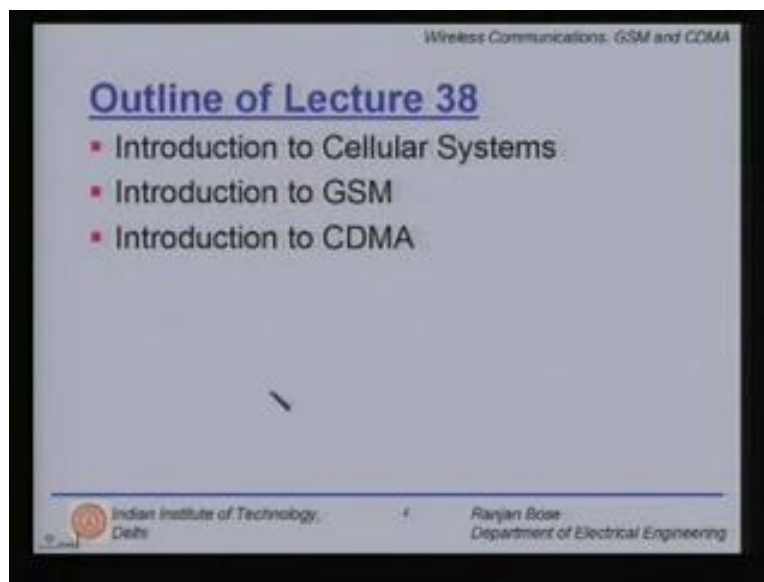 Wireless Communications. GSM and CDMA
Outline of Lecture 38
Introduction to Cellular Systems
Introduction to GSM
Introduction to CDMA
Indian Institute of Technology,
Delhi
4
Ranjan Bose
Department of Electrical Engineering